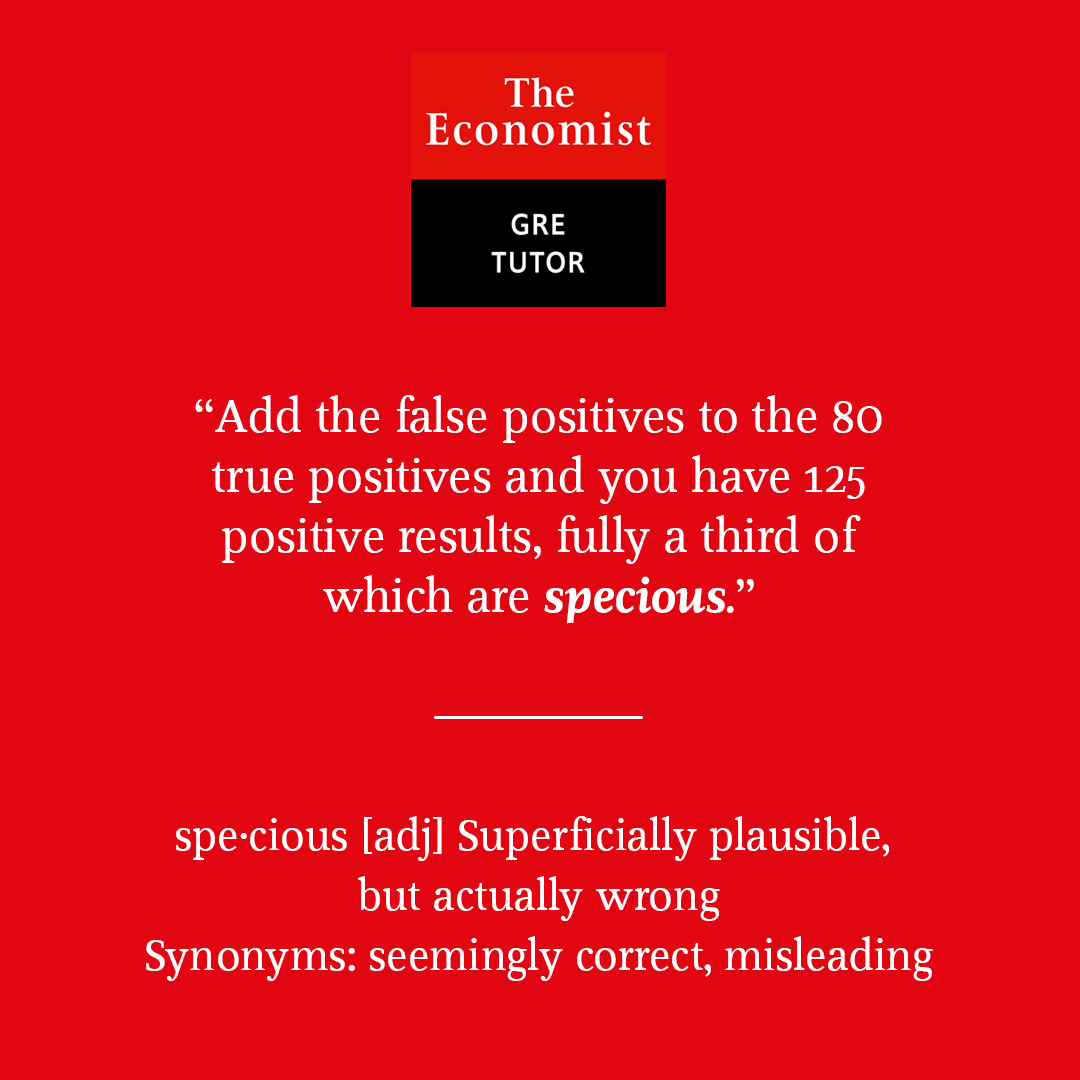 The
Economist
GRE
TUTOR
“Add the false positives to the 80
true positives and you have 125
positive results, fully a third of
which are specious.”
spe·cious [adj] Superficially plausible,
but actually wrong
Synonyms: seemingly correct, misleading